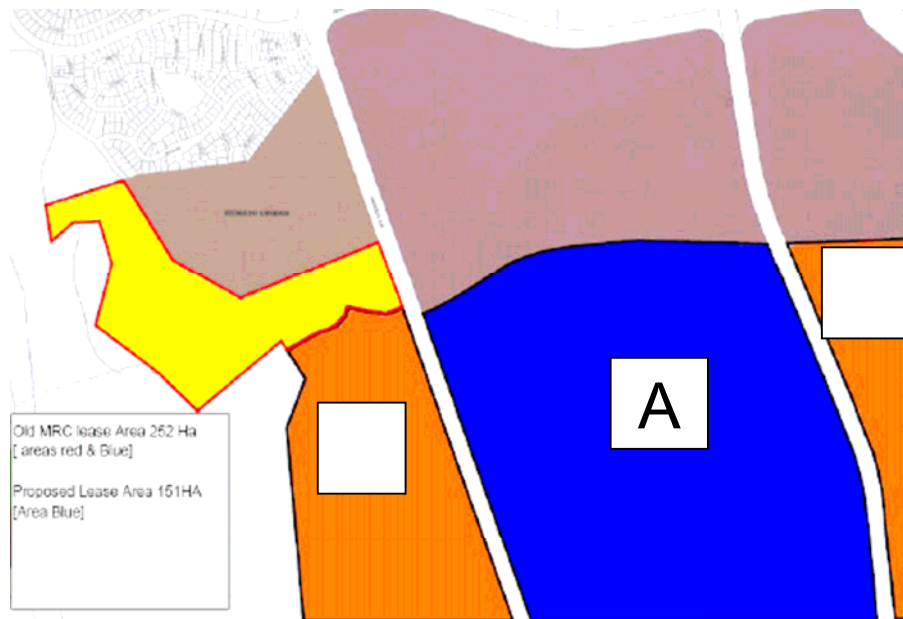 A
Old MRC lease Area 252 Ha
[ areas red & Blue]
Proposed Lease Area 151HA
[Area Blue]